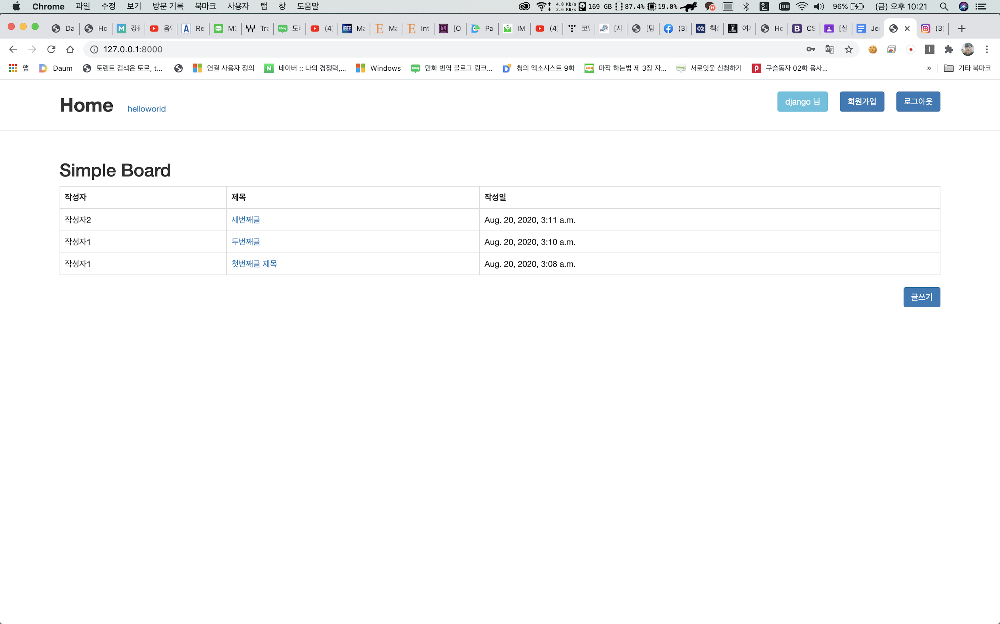 Chrome 파일 수정 보기 방문 기록 북마크 사용자 탭 창 도움말 4.0 KB/s 2.6 KB/s 169 GB 87.4% 19.0% 한 96% (금) 오후 10:21
Da Ho 강 Re Tra (4) IEEE Ma Ma Int [O Pa IM (4) [자 [텀 (3) Ho CS [실 Je (3)
127.0.0.1:8000
앱 Daum 토렌트 검색은 토르, t... 연결 사용자 정의 네이버 :: 나의 경쟁력,... Windows 만화 번역 블로그 링크... 청의 엑소시스트 9화 마작 하는법 제 3장 자... 서로잇웃 신청하기 구슬동자 02화 용사... » 기타 북마크
Home helloworld django 님 회원가입 로그아웃
Simple Board
작성자 제목 작성일
작성자2 세번째글 Aug. 20, 2020, 3:11 a.m.
작성자1 두번째글 Aug. 20, 2020, 3:10 a.m.
작성자1 첫번째글 제목 Aug. 20, 2020, 3:08 a.m.
글쓰기